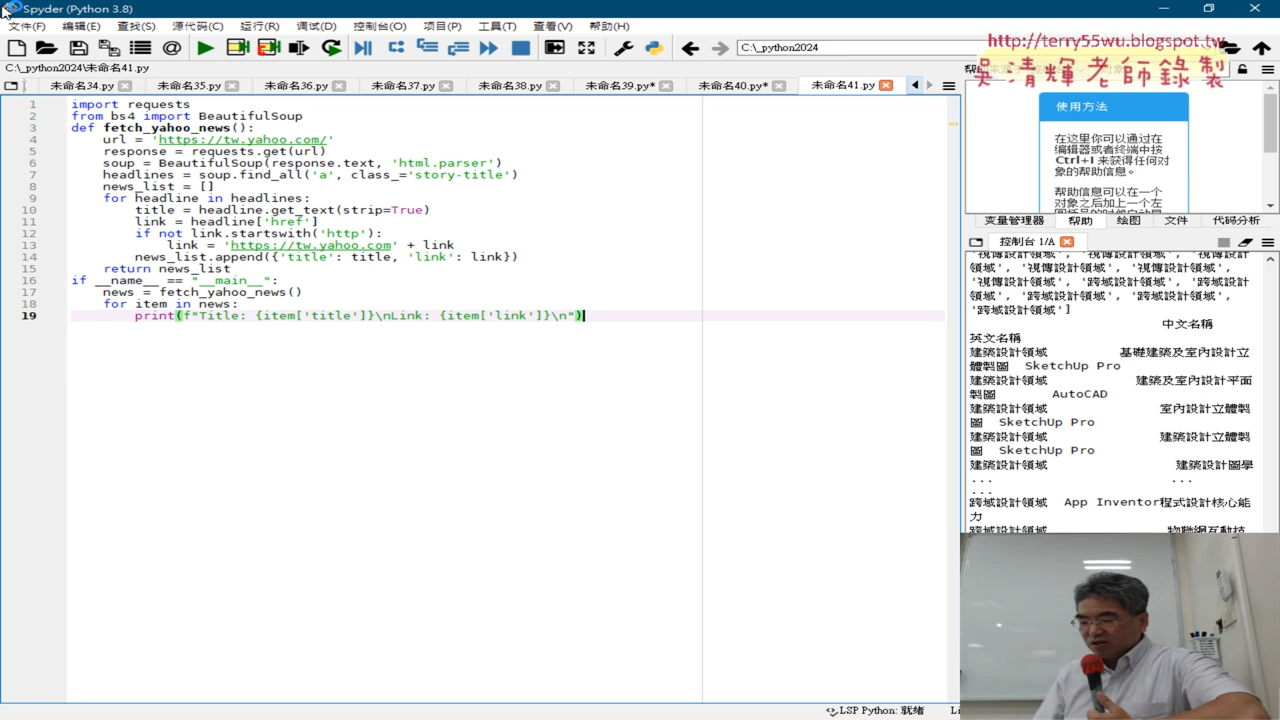 Spyder (Python 3.8)
文件(F) 编辑(E) 查找(S) 源代码(C) 运行(R) 调试(D) 控制台(O) 项目(P) 工具(T) 查看(V) 帮助(H)
C:\_python2024
http://terry55wu.blogspot.tw
吳清輝老師錄製
C:\_python2024\未命名41.py
未命名34.py 未命名35.py 未命名36.py 未命名37.py 未命名38.py 未命名39.py* 未命名40.py* 未命名41.py
1 import requests
2 from bs4 import BeautifulSoup
3 def fetch_yahoo_news():
4 url = 'https://tw.yahoo.com/'
5 response = requests.get(url)
6 soup = BeautifulSoup(response.text, 'html.parser')
7 headlines = soup.find_all('a', class_='story-title')
8 news_list = []
9 for headline in headlines:
10 title = headline.get_text(strip=True)
11 link = headline['href']
12 if not link.startswith('http'):
13 link = 'https://tw.yahoo.com' + link
14 news_list.append({'title': title, 'link': link})
15 return news_list
16 if __name__ == "__main__":
17 news = fetch_yahoo_news()
18 for item in news:
19 print(f"Title: {item['title']}\nLink: {item['link']}\n")
使用方法
在这里你可以通过在
编辑器或者终端中按
Ctrl+I 来获得任何对
象的帮助信息。
帮助信息可以在一个
对象之后加上一个左
变量管理器 帮助 绘图 文件 代码分析
控制台 1/A
'視傳設計領域', '視傳設計
領域', '視傳設計領域', '視
傳設計領域', '視傳設計領域',
'視傳設計領域', '跨域設計領
域', '跨域設計領域', '跨域
設計領域', '跨域設計領域',
'跨域設計領域']
中文名稱
英文名稱
建築設計領域 基礎建築及室內設計立
體製圖 SketchUp Pro
建築設計領域 建築及室內設計平面
製圖 AutoCAD
建築設計領域 室內設計立體製
圖 SketchUp Pro
建築設計領域 建築設計立體製
圖 SketchUp Pro
建築設計領域 建築設計圖學
... ...
...
跨域設計領域 App Inventor程式設計核心能
力
跨域設計領域 物聯網互動技
LSP Python: 就绪